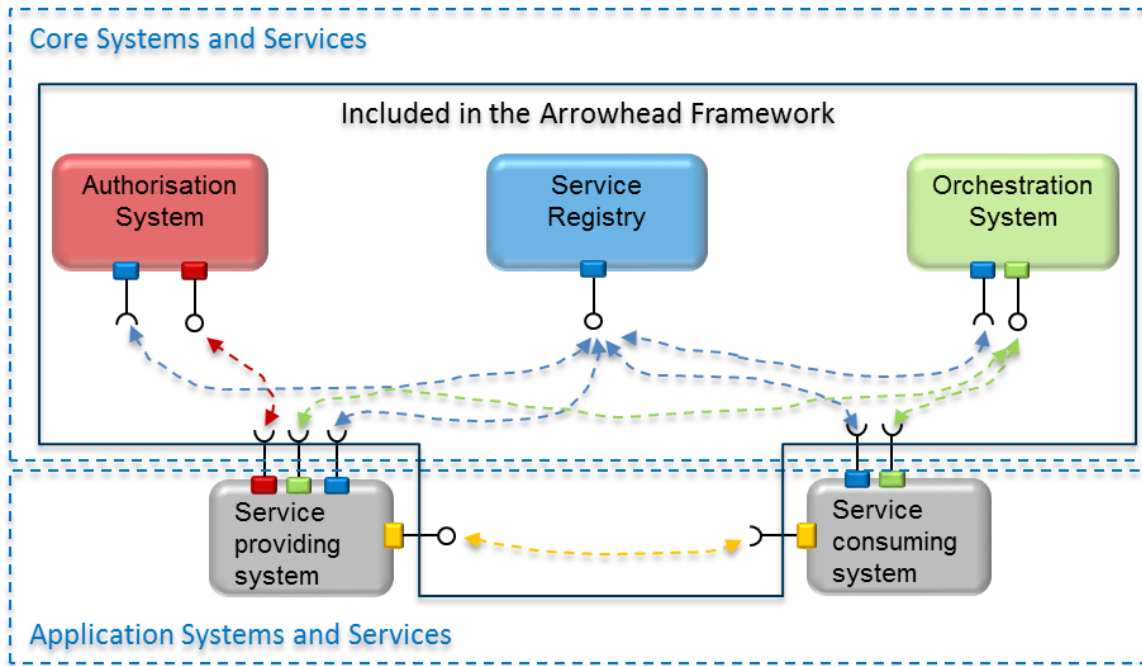 Core Systems and Services
Included in the Arrowhead Framework
Authorisation
System
Service
Registry
Orchestration
System
Service
providing
system
Service
consuming
system
Application Systems and Services